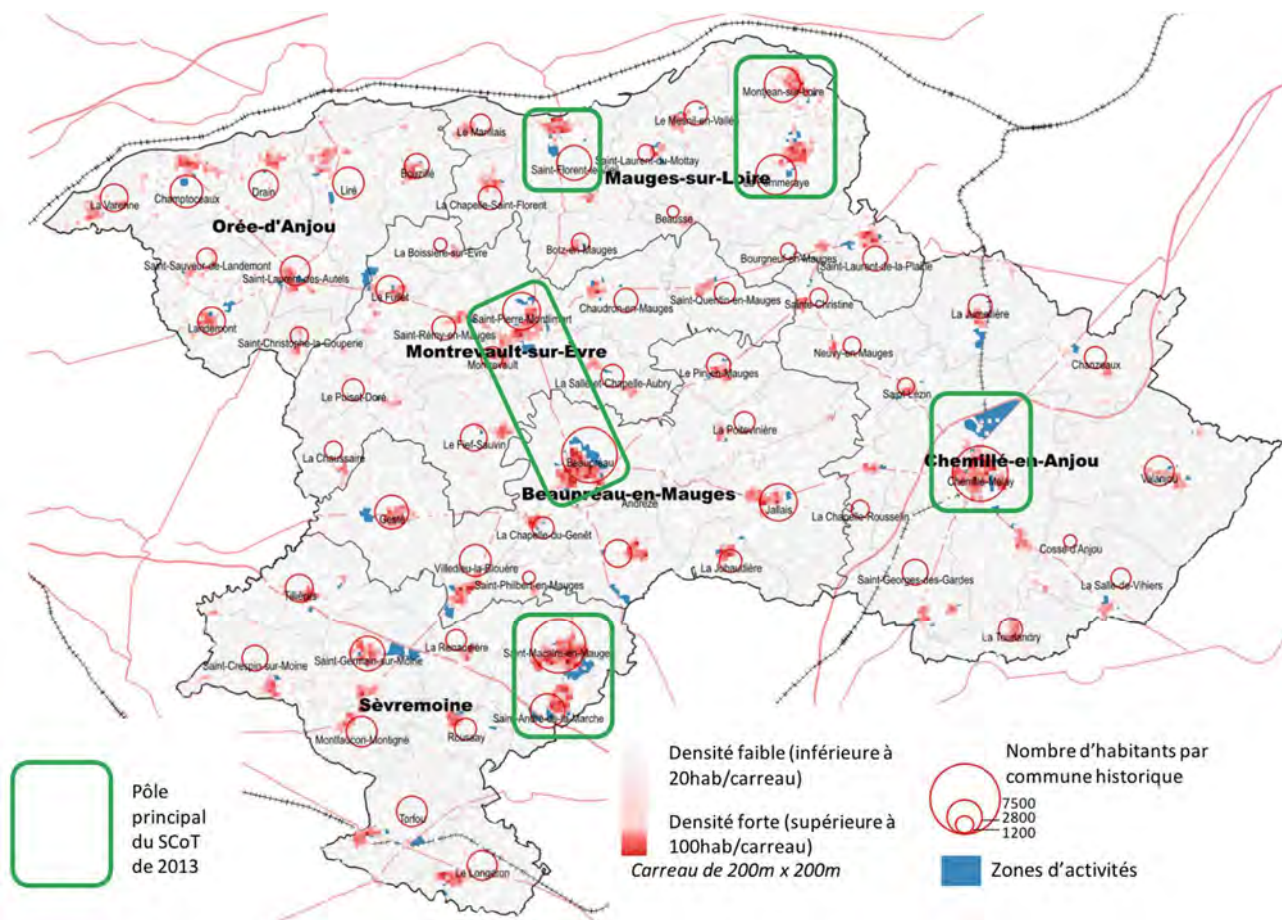 Montjean-sur-Loire
Le Mesnil-en-Vallée
Le Marillais
Saint-Laurent-du-Mottay
Saint-Florent-le-Vieil
Mauges-sur-Loire
La Pommeraye
Bouzillé
Liré
Drain
Champtoceaux
La Varenne
La Chapelle-Saint-Florent
Orée-d'Anjou
Beausse
La Boissière-sur-Evre
Botz-en-Mauges
Bourgneuf-en-Mauges
Saint-Laurent-de-la-Plaine
Saint-Sauveur-de-Landemont
Saint-Laurent-des-Autels
La Fuilet
Saint-Quentin-en-Mauges
Sainte-Christine
Chaudron-en-Mauges
La Jumellière
Landemont
Saint-Pierre-Montlimart
Saint-Rémy-en-Mauges
Saint-Christophe-la-Couperie
Montrevault-sur-Evre
Neuvy-en-Mauges
Chanzeaux
Montrevault
La Salle-et-Chapelle-Aubry
Le Pin-en-Mauges
Saint-Lézin
Le Puiset-Doré
La Poitevinière
Le Fief-Sauvin
La Chaussaire
Beaupreau
Chemillé-en-Anjou
Chemillé-Melay
Valanjou
Beaupreau-en-Mauges
Andrezé
Jallais
La Chapelle-Rousselin
Gesté
La Chapelle-du-Genêt
Cossé-d'Anjou
Villedieu-la-Blouère
La Jubaudière
Saint-Georges-des-Gardes
La Salle-de-Vihiers
Saint-Philbert-en-Mauges
Tillières
La Tourlandry
La Renaudière
Saint-Macaire-en-Mauges
Saint-Germain-sur-Moine
Saint-Crespin-sur-Moine
Sèvremoine
Saint-André-de-la-Marche
Montfaucon-Montigné
Roussay
Torfou
Le Longeron
Pôle
principal
du SCoT
de 2013
Densité faible (inférieure à
20hab/carreau)
Densité forte (supérieure à
100hab/carreau)
Carreau de 200m x 200m
Nombre d'habitants par
commune historique
7500
2800
1200
Zones d'activités